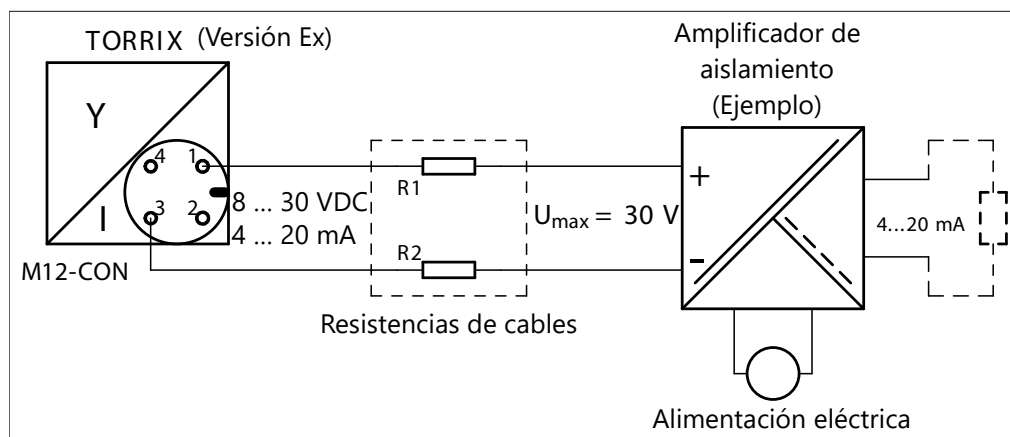 TORRIX (Versión Ex)
Amplificador de
aislamiento
(Ejemplo)
Y
I
4
1
3
2
M12-CON
8 ... 30 VDC
4 ... 20 mA
R1
R2
Resistencias de cables
Umax = 30 V
+
-
4...20 mA
Alimentación eléctrica